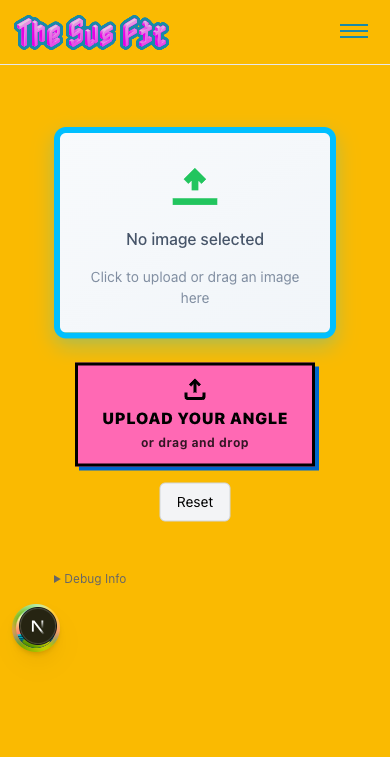 The Sus Fit
No image selected
Click to upload or drag an image
here
UPLOAD YOUR ANGLE
or drag and drop
Reset
Debug Info
N